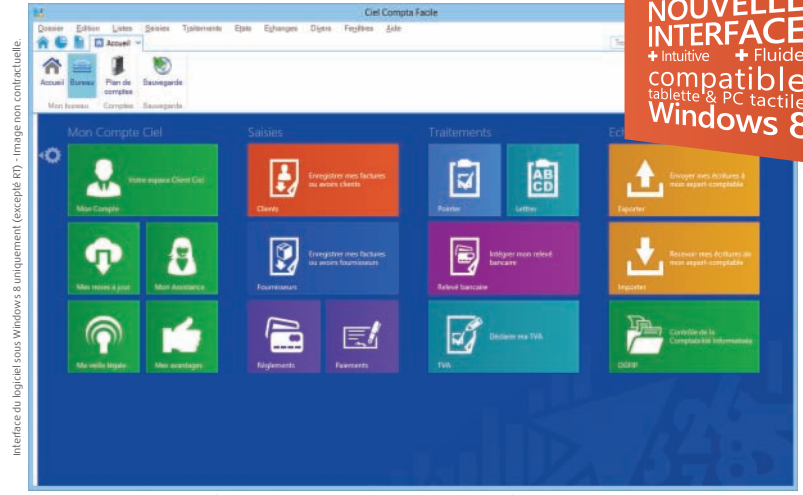 Ciel Compta Facile
NOUVELLE
INTERFACE
+ Intuitive + Fluide
compatible
tablette & PC tactile
Windows 8
Dossier Edition Listes Saisies Traitements Etats Echanges Divers Fenêtres Aide
Accueil
Accueil Bureau Plan de comptes Sauvegarde
Mon bureau Comptes Sauvegarde
Mon Compte Ciel
Votre espace Client Ciel
Mon Compte
Mes mises à jour Mon Assistance
Ma veille légale Mes avantages
Saisies
Enregistrer mes factures
ou avoirs clients
Clients
Enregistrer mes factures
ou avoirs fournisseurs
Fournisseurs
Règlements Paiements
Traitements
AB
CD
Pointer Lettrer
Intégrer mon relevé
bancaire
Relevé bancaire
Déclarer ma TVA
TVA
Ech
Envoyer mes écritures à
mon expert-comptable
Exporter
Recevoir mes écritures de
mon expert-comptable
Importer
Contrôle de la
Comptabilité Informatisée
DGFIP
Interface du logiciel sous Windows 8 uniquement (excepté RI) - Image non contractuelle.